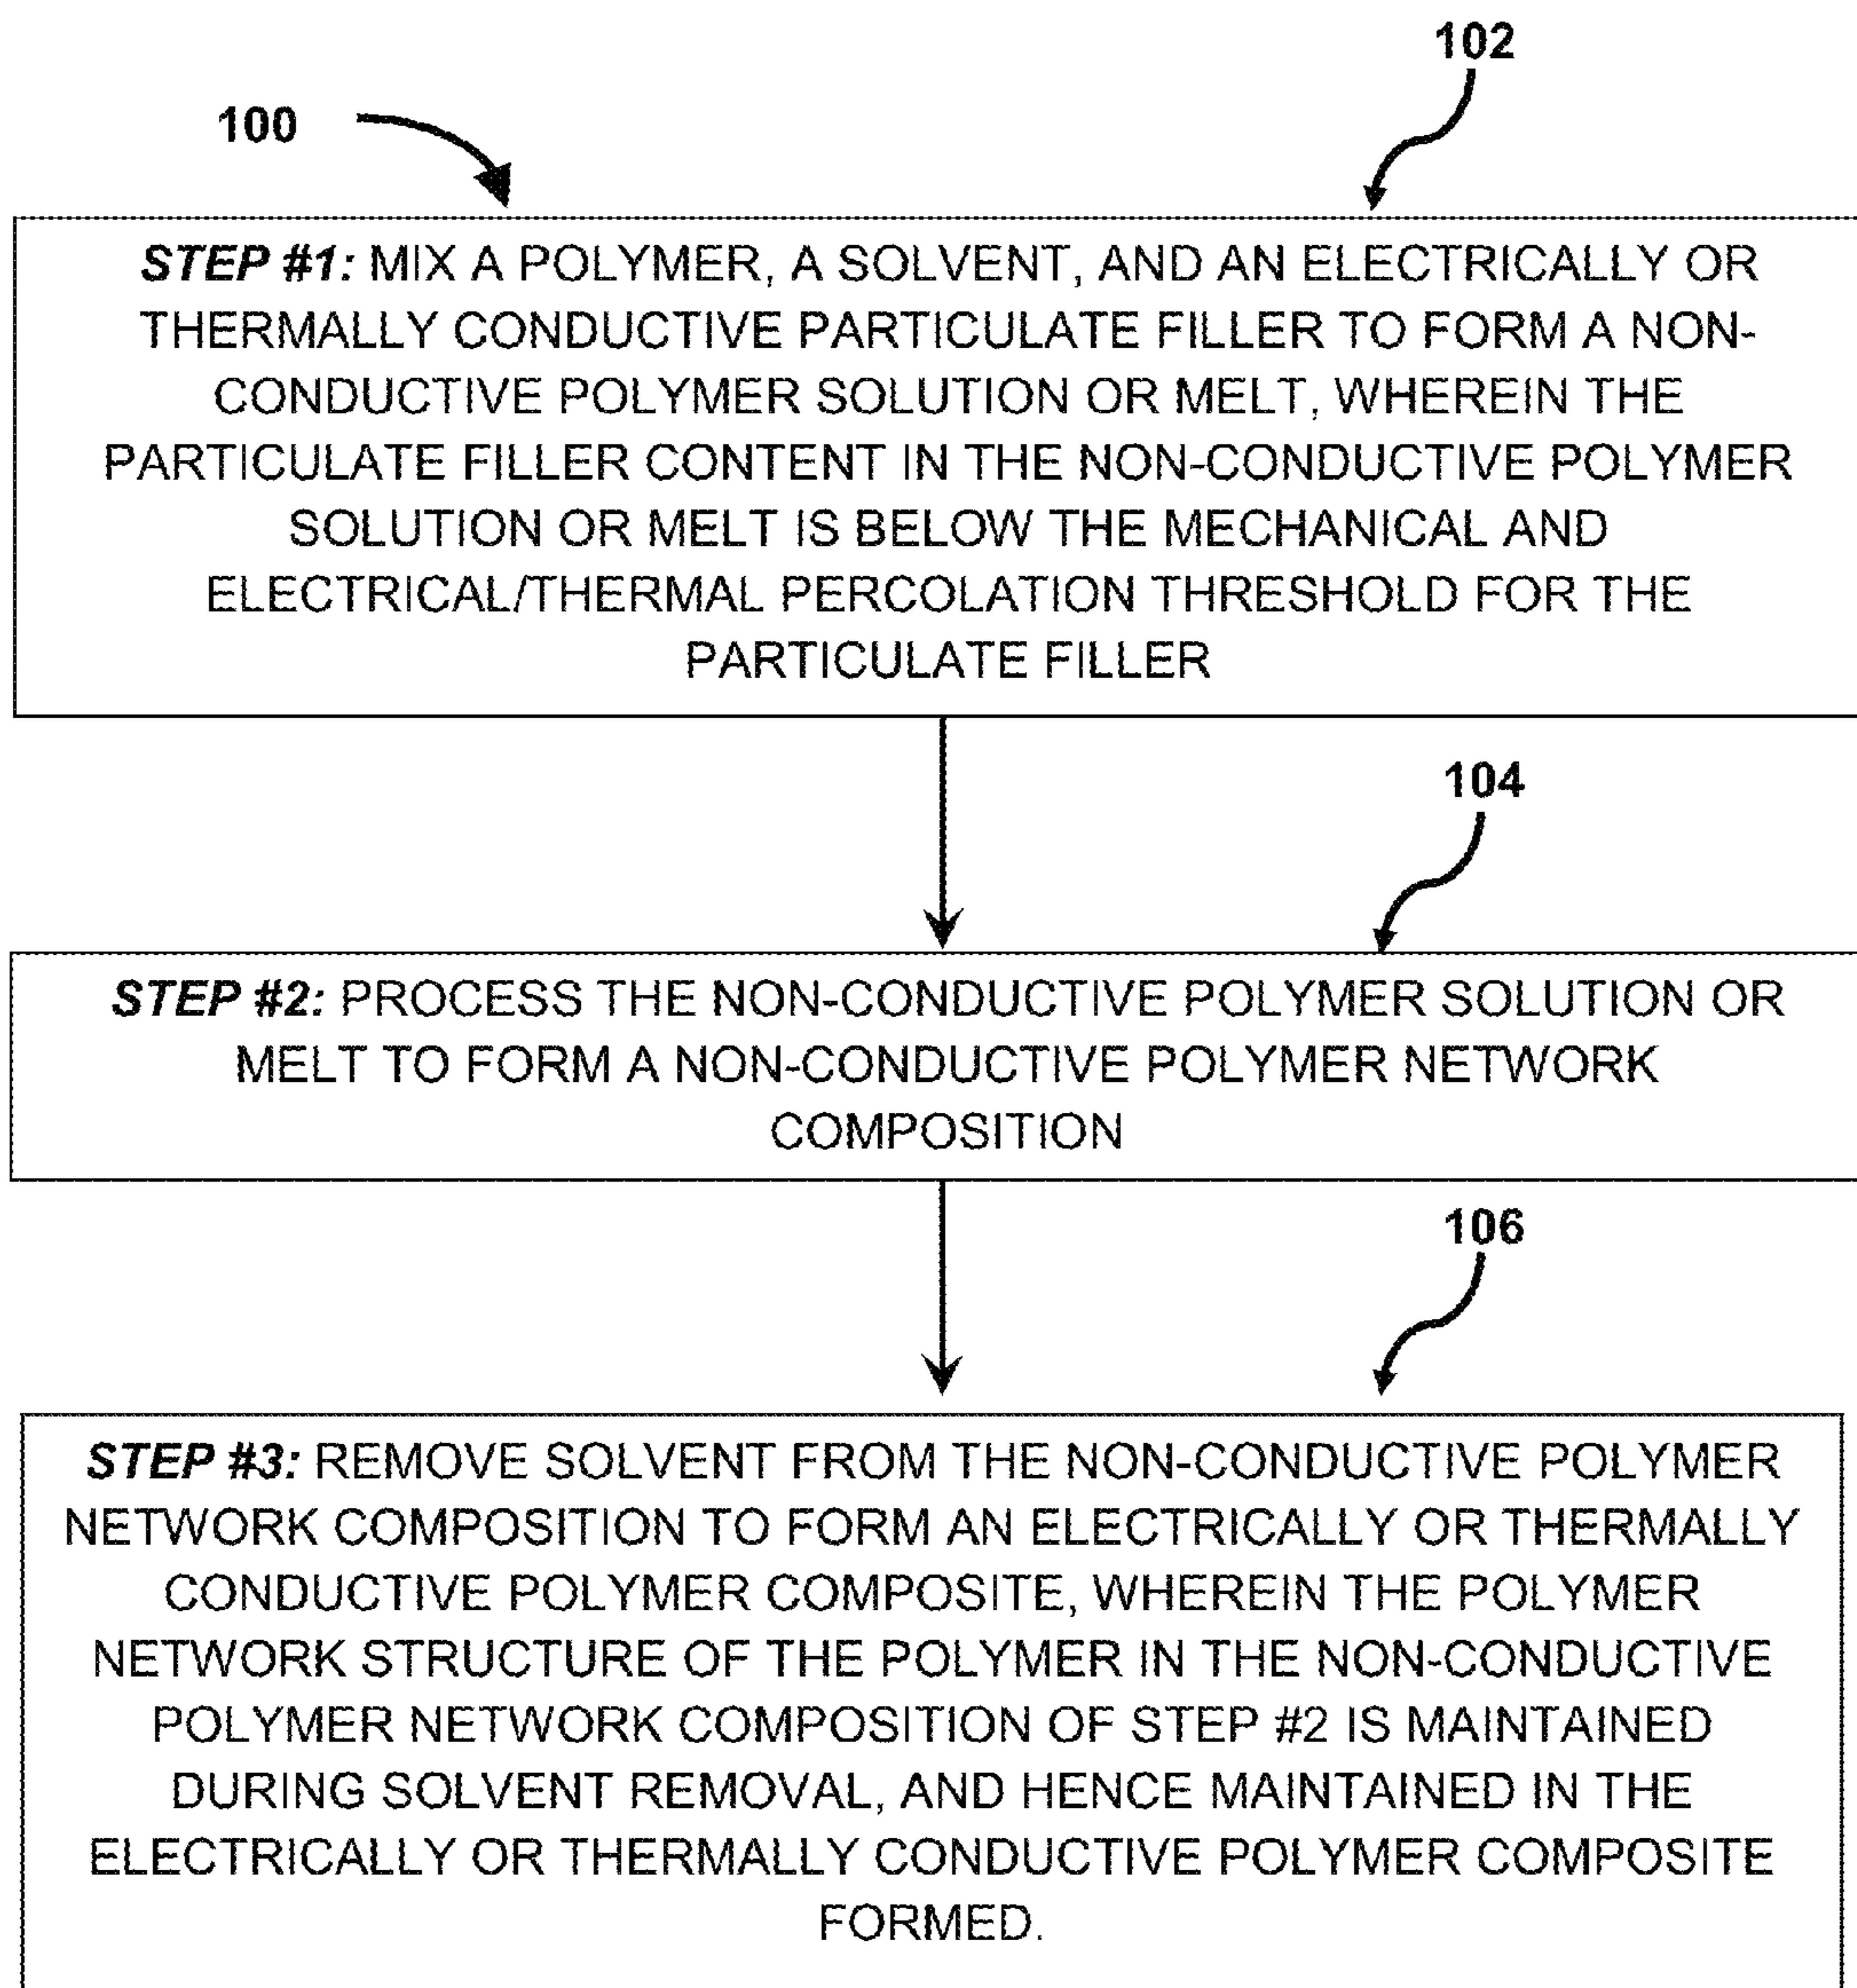 102
100
STEP #1: MIX A POLYMER, A SOLVENT, AND AN ELECTRICALLY OR
THERMALLY CONDUCTIVE PARTICULATE FILLER TO FORM A NON-
CONDUCTIVE POLYMER SOLUTION OR MELT, WHEREIN THE
PARTICULATE FILLER CONTENT IN THE NON-CONDUCTIVE POLYMER
SOLUTION OR MELT IS BELOW THE MECHANICAL AND
ELECTRICAL/THERMAL PERCOLATION THRESHOLD FOR THE
PARTICULATE FILLER
104
STEP #2: PROCESS THE NON-CONDUCTIVE POLYMER SOLUTION OR
MELT TO FORM A NON-CONDUCTIVE POLYMER NETWORK
COMPOSITION
106
STEP #3: REMOVE SOLVENT FROM THE NON-CONDUCTIVE POLYMER
NETWORK COMPOSITION TO FORM AN ELECTRICALLY OR THERMALLY
CONDUCTIVE POLYMER COMPOSITE, WHEREIN THE POLYMER
NETWORK STRUCTURE OF THE POLYMER IN THE NON-CONDUCTIVE
POLYMER NETWORK COMPOSITION OF STEP #2 IS MAINTAINED
DURING SOLVENT REMOVAL, AND HENCE MAINTAINED IN THE
ELECTRICALLY OR THERMALLY CONDUCTIVE POLYMER COMPOSITE
FORMED.